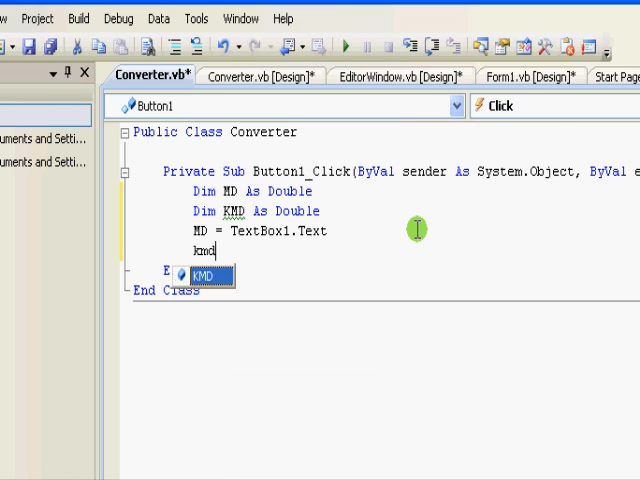 w Project Build Debug Data Tools Window Help
Converter.vb* Converter.vb [Design]* EditorWindow.vb [Design]* Form1.vb [Design]* Start Page
Button1 Click
uments and Setti...
uments and Setti...
Public Class Converter
Private Sub Button1_Click(ByVal sender As System.Object, ByVal e
Dim MD As Double
Dim KMD As Double
MD = TextBox1.Text
kmd
E
KMD
End Class